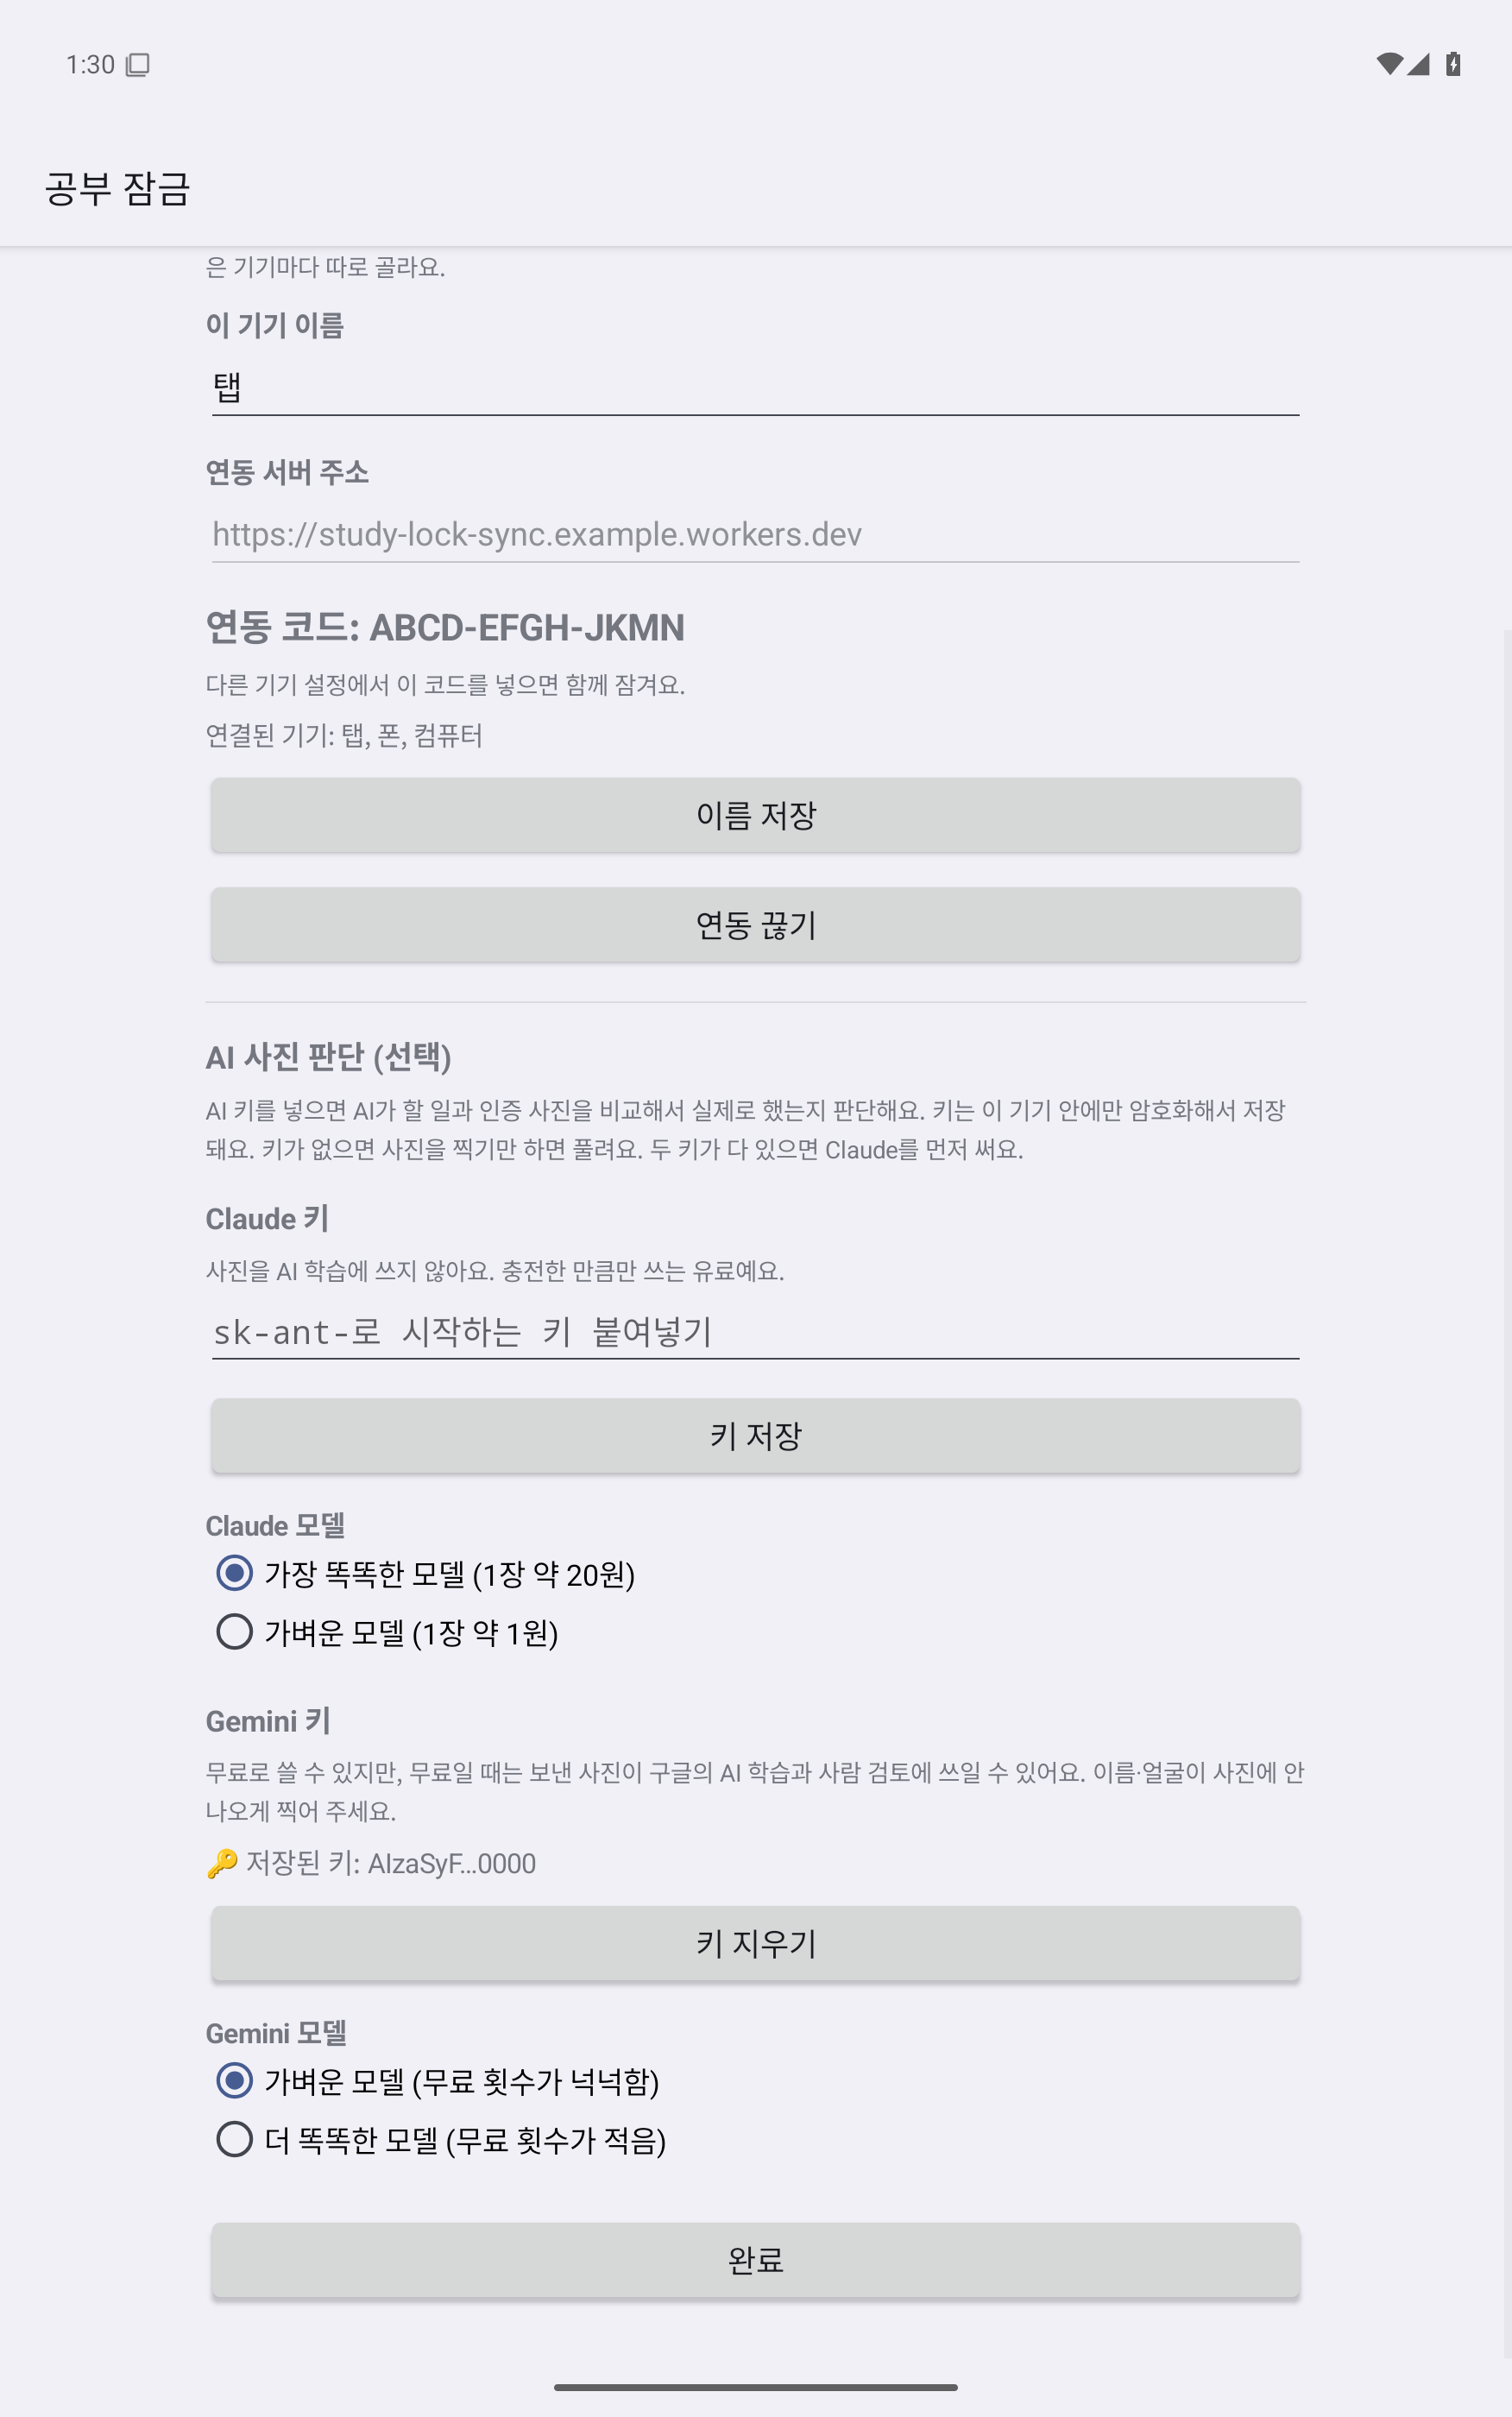 1:30
공부 잠금
은 기기마다 따로 골라요.
이 기기 이름
탭
연동 서버 주소
https://study-lock-sync.example.workers.dev
연동 코드: ABCD-EFGH-JKMN
다른 기기 설정에서 이 코드를 넣으면 함께 잠겨요.
연결된 기기: 탭, 폰, 컴퓨터
이름 저장
연동 끊기
AI 사진 판단 (선택)
AI 키를 넣으면 AI가 할 일과 인증 사진을 비교해서 실제로 했는지 판단해요. 키는 이 기기 안에만 암호화해서 저장
돼요. 키가 없으면 사진을 찍기만 하면 풀려요. 두 키가 다 있으면 Claude를 먼저 써요.
Claude 키
사진을 AI 학습에 쓰지 않아요. 충전한 만큼만 쓰는 유료예요.
sk-ant-로 시작하는 키 붙여넣기
키 저장
Claude 모델
가장 똑똑한 모델 (1장 약 20원)
가벼운 모델 (1장 약 1원)
Gemini 키
무료로 쓸 수 있지만, 무료일 때는 보낸 사진이 구글의 AI 학습과 사람 검토에 쓰일 수 있어요. 이름·얼굴이 사진에 안
나오게 찍어 주세요.
🔑 저장된 키: AIzaSyF…0000
키 지우기
Gemini 모델
가벼운 모델 (무료 횟수가 넉넉함)
더 똑똑한 모델 (무료 횟수가 적음)
완료